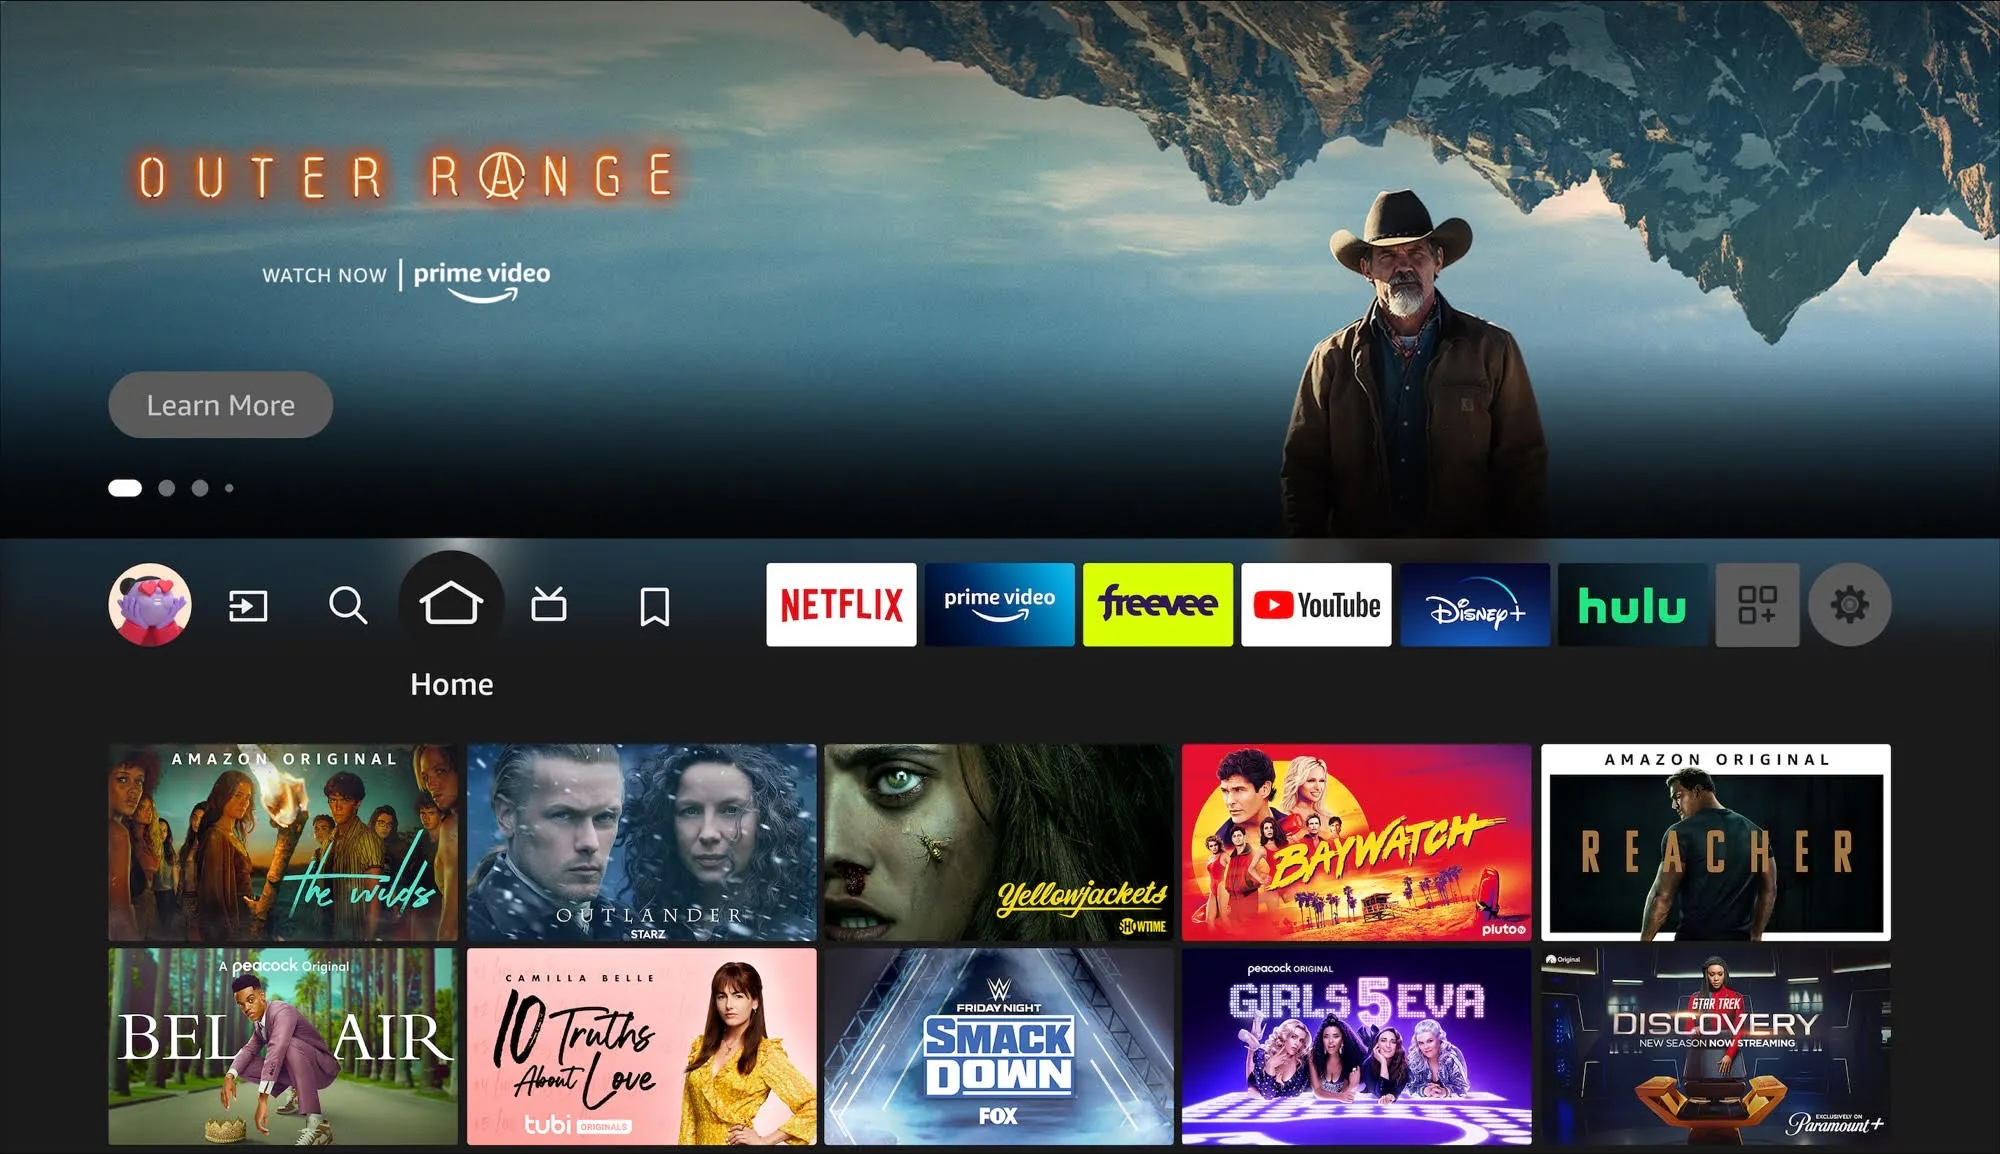 OUTER RANGE
WATCH NOW | prime video
Learn More
NETFLIX
prime video
freevee
YouTube
Disney+
hulu
Home
AMAZON ORIGINAL
the wilds
OUTLANDER
STARZ
Yellowjackets
SHOWTIME
BAYWATCH
pluto tv
AMAZON ORIGINAL
REACHER
A peacock Original
BEL AIR
CAMILLA BELLE
10 Truths
About Love
tubi ORIGINALS
W
FRIDAY NIGHT
SMACK
DOWN
FOX
peacock ORIGINAL
GIRLS5EVA
Original
STAR TREK
DISCOVERY
NEW SEASON NOW STREAMING
EXCLUSIVELY ON
Paramount+